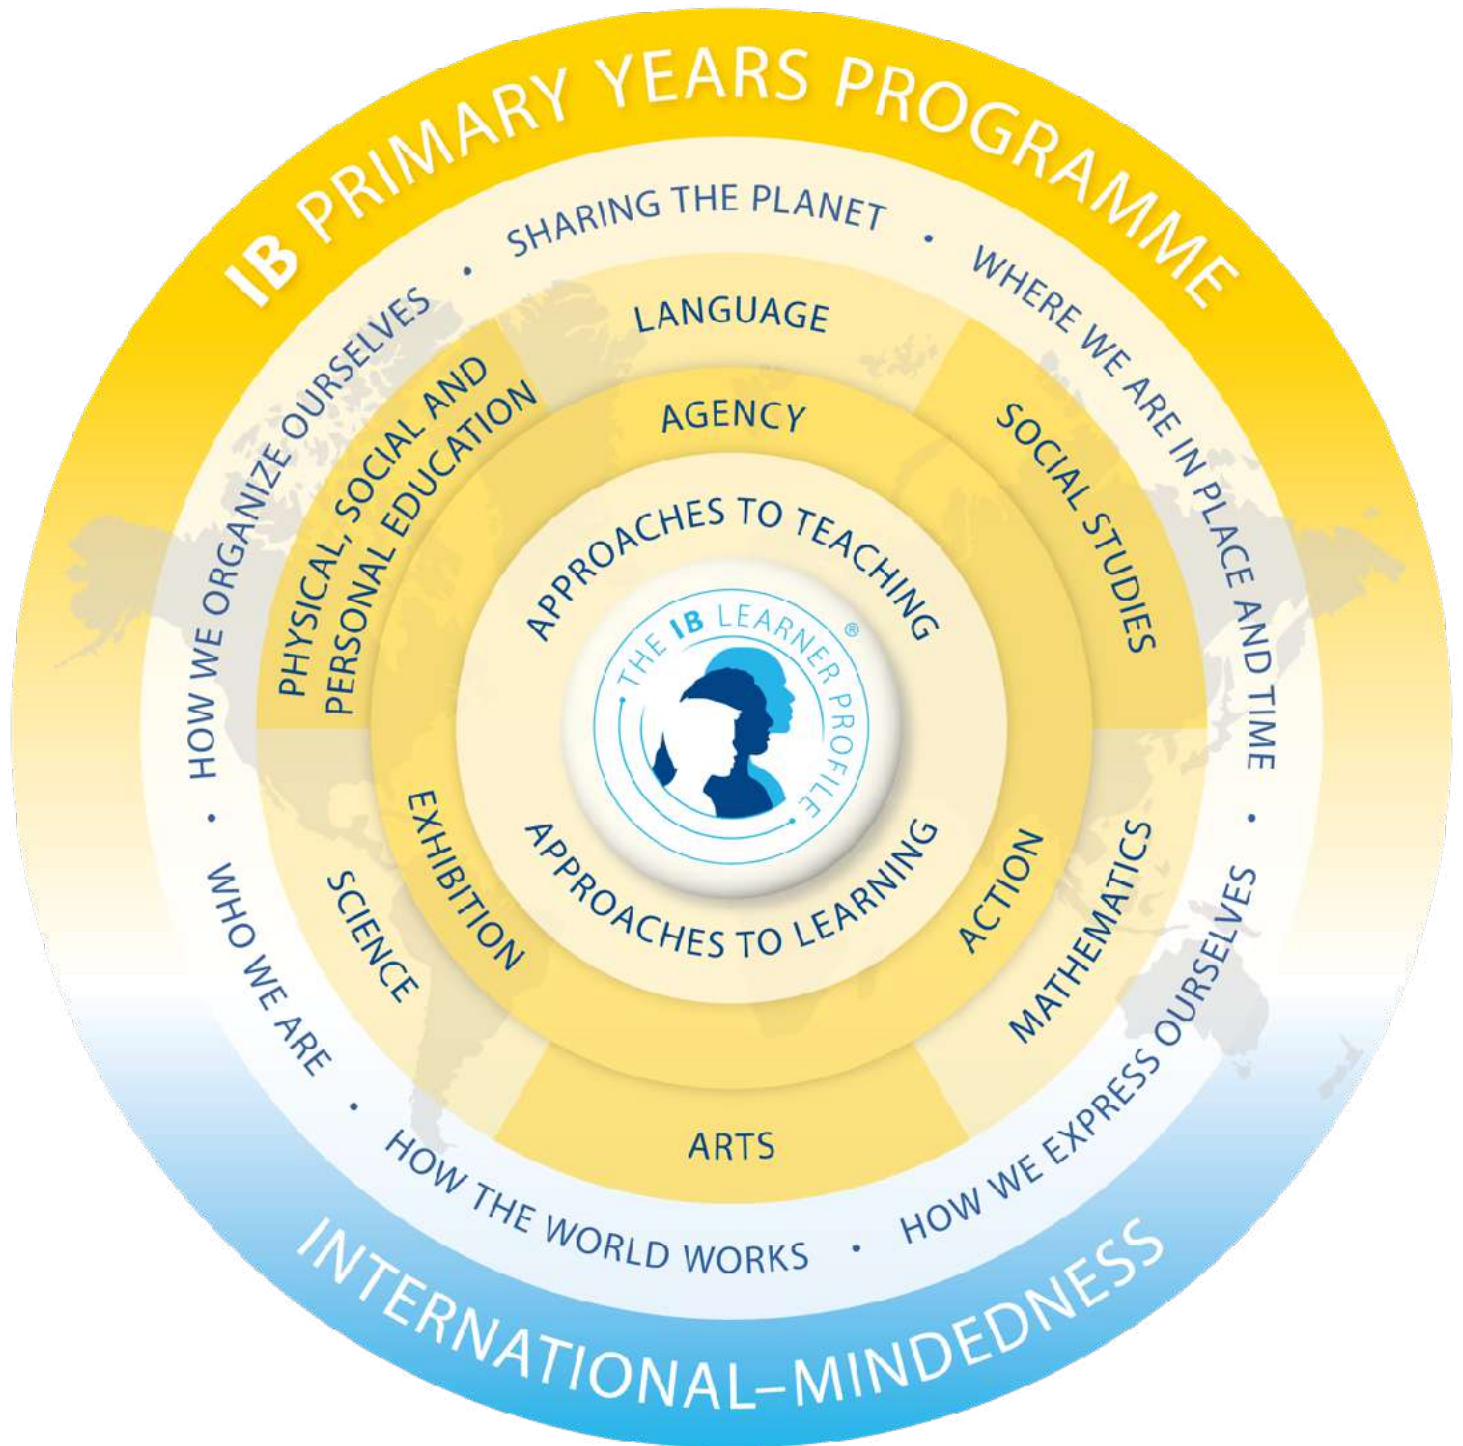 IB PRIMARY YEARS PROGRAMME
SHARING THE PLANET
•
WHERE WE ARE IN PLACE AND TIME
•
HOW WE EXPRESS OURSELVES
•
HOW THE WORLD WORKS
•
WHO WE ARE
•
HOW WE ORGANIZE OURSELVES
•
LANGUAGE
SOCIAL STUDIES
MATHEMATICS
ARTS
SCIENCE
PHYSICAL, SOCIAL AND
PERSONAL EDUCATION
AGENCY
ACTION
EXHIBITION
APPROACHES TO TEACHING
APPROACHES TO LEARNING
• THE IB LEARNER PROFILE • ®
INTERNATIONAL–MINDEDNESS